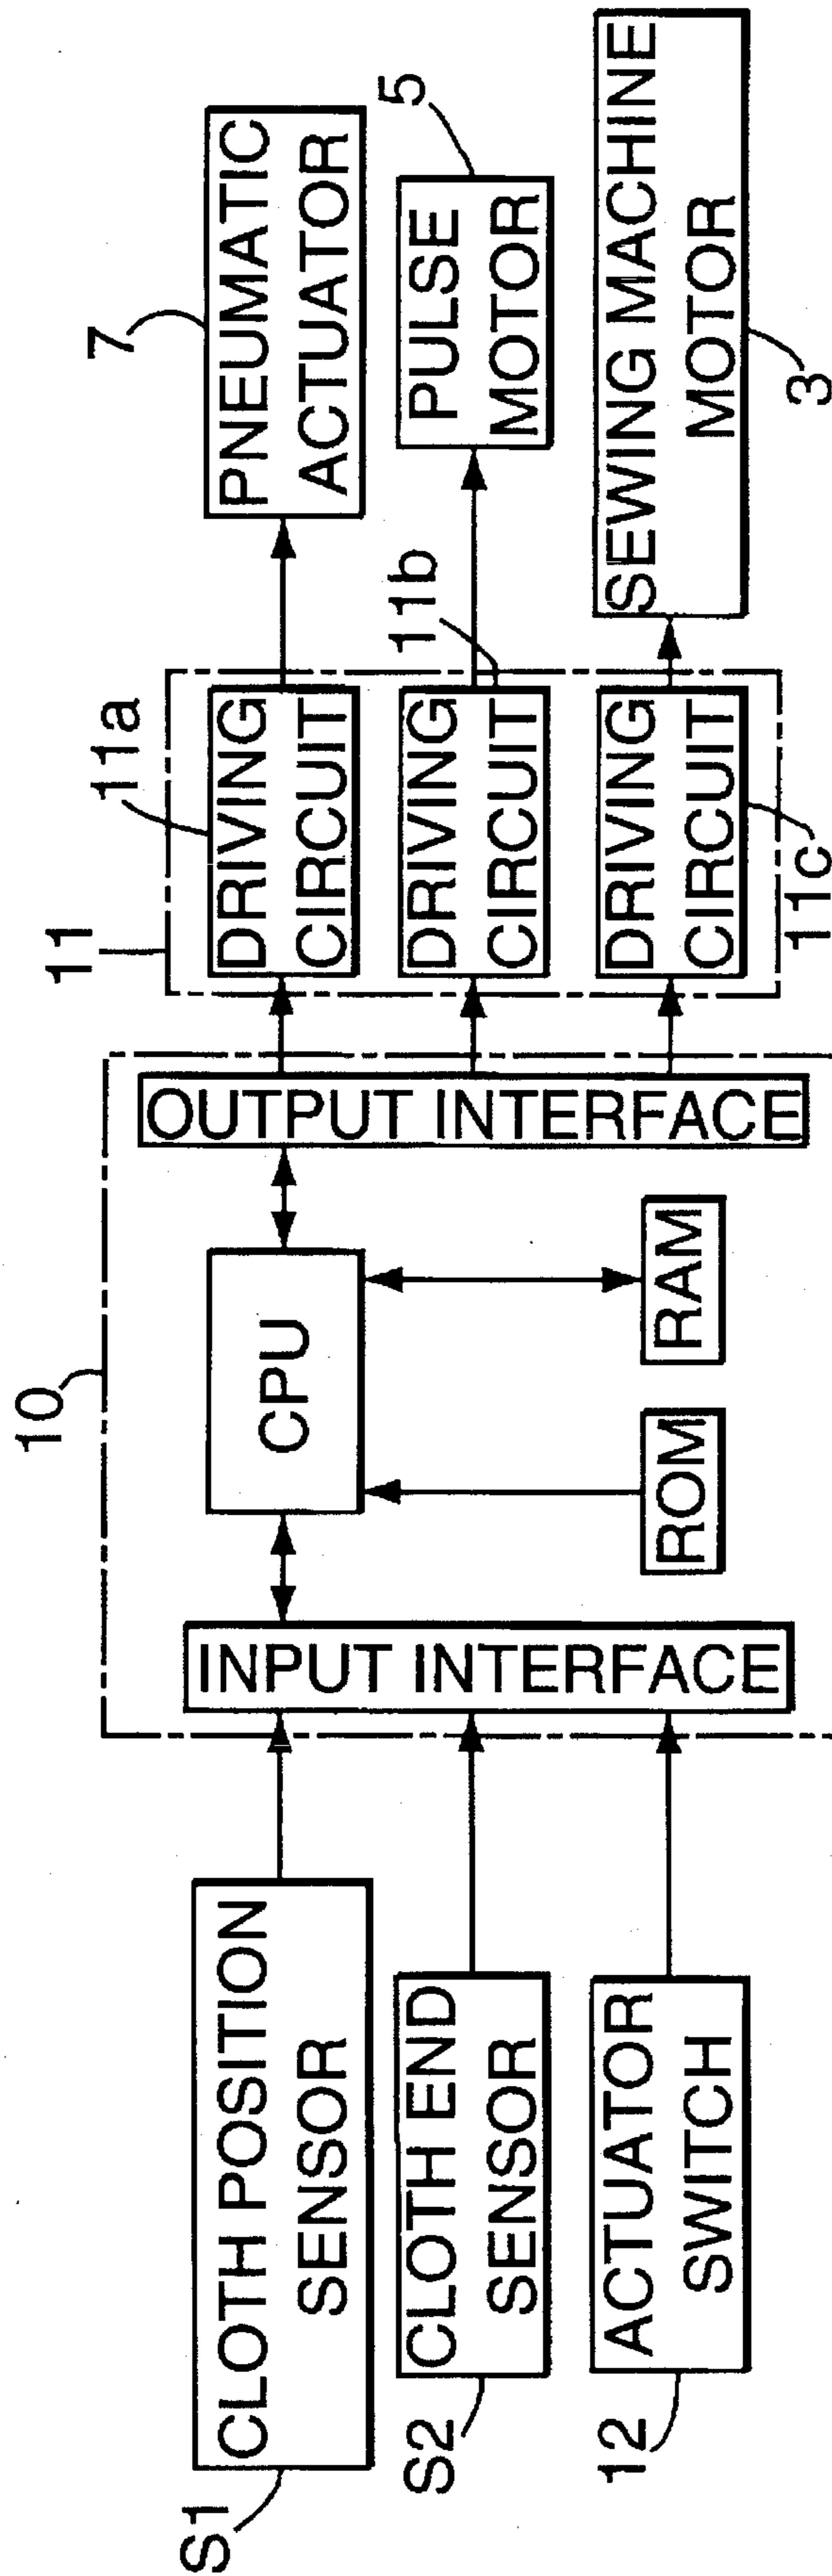 S1
CLOTH POSITION
SENSOR
S2
CLOTH END
SENSOR
12
ACTUATOR
SWITCH
10
INPUT INTERFACE
CPU
ROM
RAM
OUTPUT INTERFACE
11
11a
DRIVING
CIRCUIT
11b
DRIVING
CIRCUIT
11c
DRIVING
CIRCUIT
7
PNEUMATIC
ACTUATOR
5
PULSE
MOTOR
3
SEWING MACHINE
MOTOR